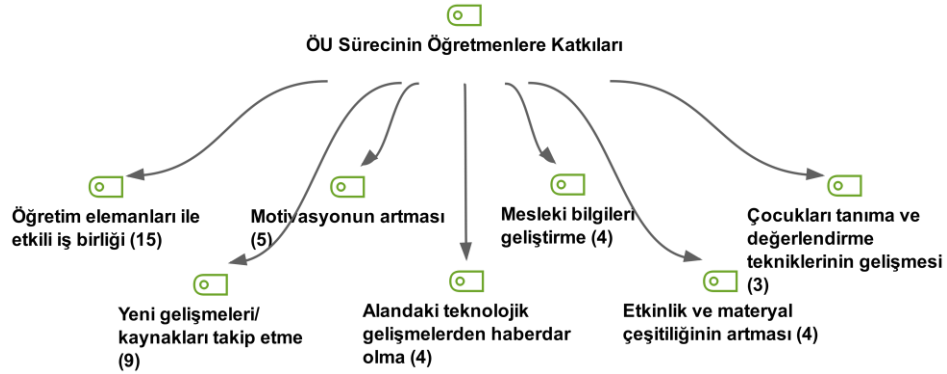 ÖU Sürecinin Öğretmenlere Katkıları
Öğretim elemanları ile
etkili iş birliği (15)
Motivasyonun artması
(5)
Mesleki bilgileri
geliştirme (4)
Çocukları tanıma ve
değerlendirme
tekniklerinin gelişmesi
(3)
Yeni gelişmeleri/
kaynakları takip etme
(9)
Alandaki teknolojik
gelişmelerden haberdar
olma (4)
Etkinlik ve materyal
çeşitiliğinin artması (4)